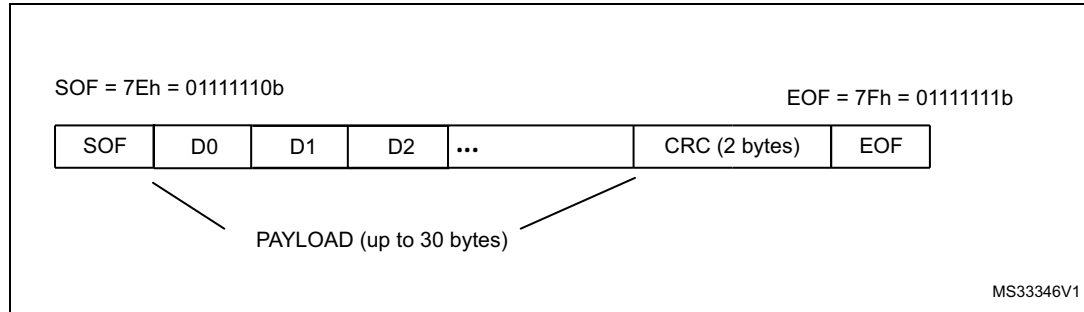 SOF = 7Eh = 01111110b
EOF = 7Fh = 01111111b
SOF D0 D1 D2 ... CRC (2 bytes) EOF
PAYLOAD (up to 30 bytes)
MS33346V1